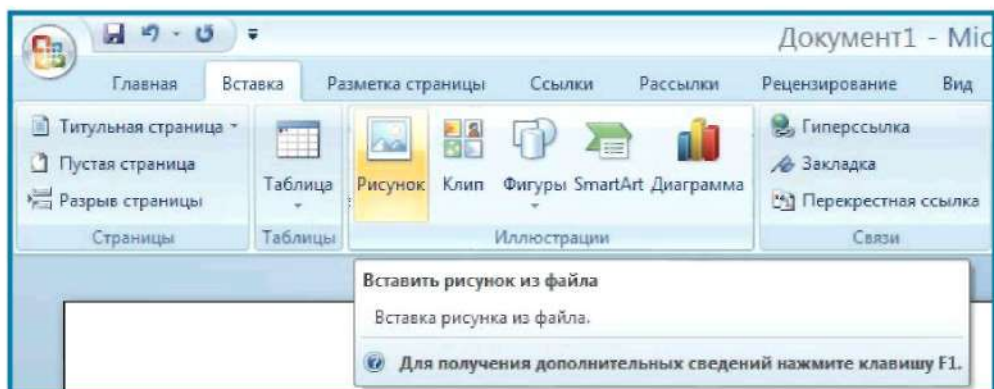 Документ1 - Mic
Главная Вставка Разметка страницы Ссылки Рассылки Рецензирование Вид
Титульная страница
Пустая страница
Разрыв страницы
Страницы
Таблица
Таблицы
Рисунок Клип Фигуры SmartArt Диаграмма
Иллюстрации
Гиперссылка
Закладка
Перекрестная ссылка
Связи
Вставить рисунок из файла
Вставка рисунка из файла.
Для получения дополнительных сведений нажмите клавишу F1.